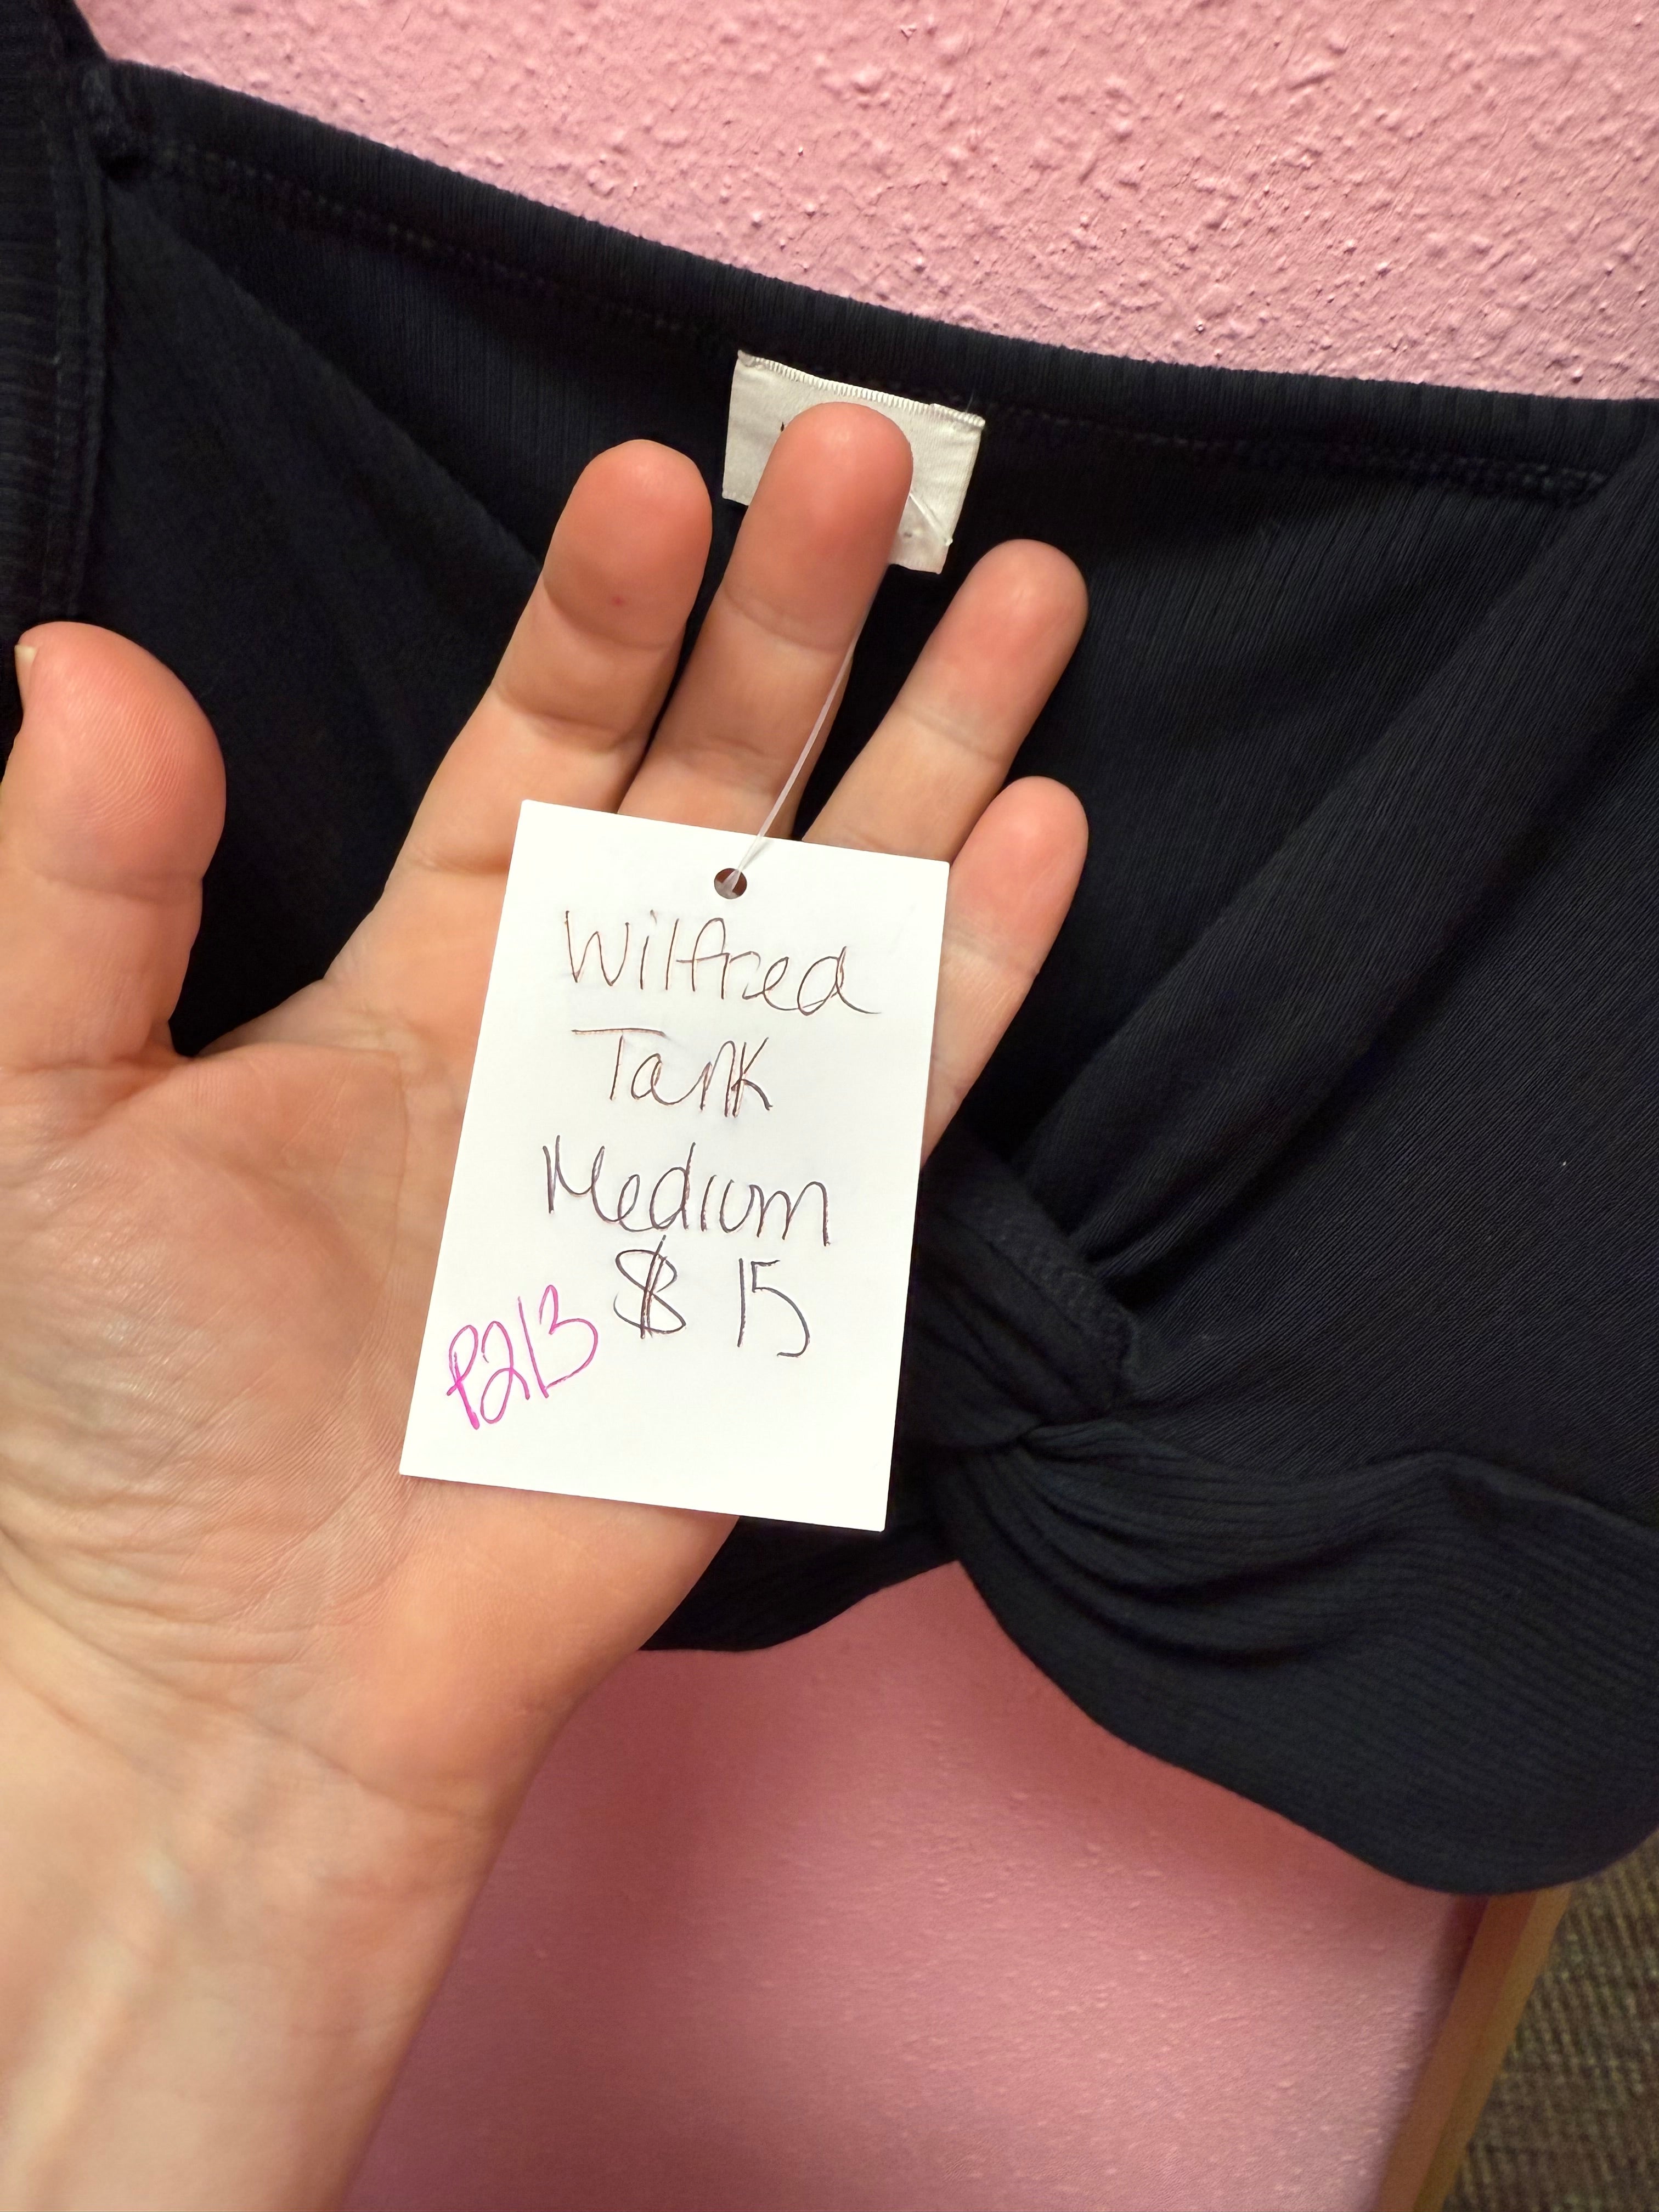 Wilfred
Tank
Medium
$ 15
P213